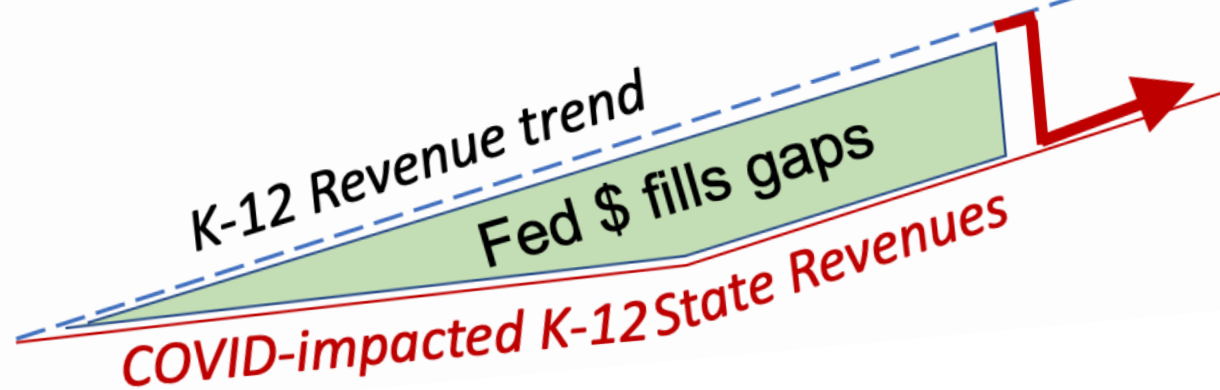 K-12 Revenue trend
Fed $ fills gaps
COVID-impacted K-12 State Revenues